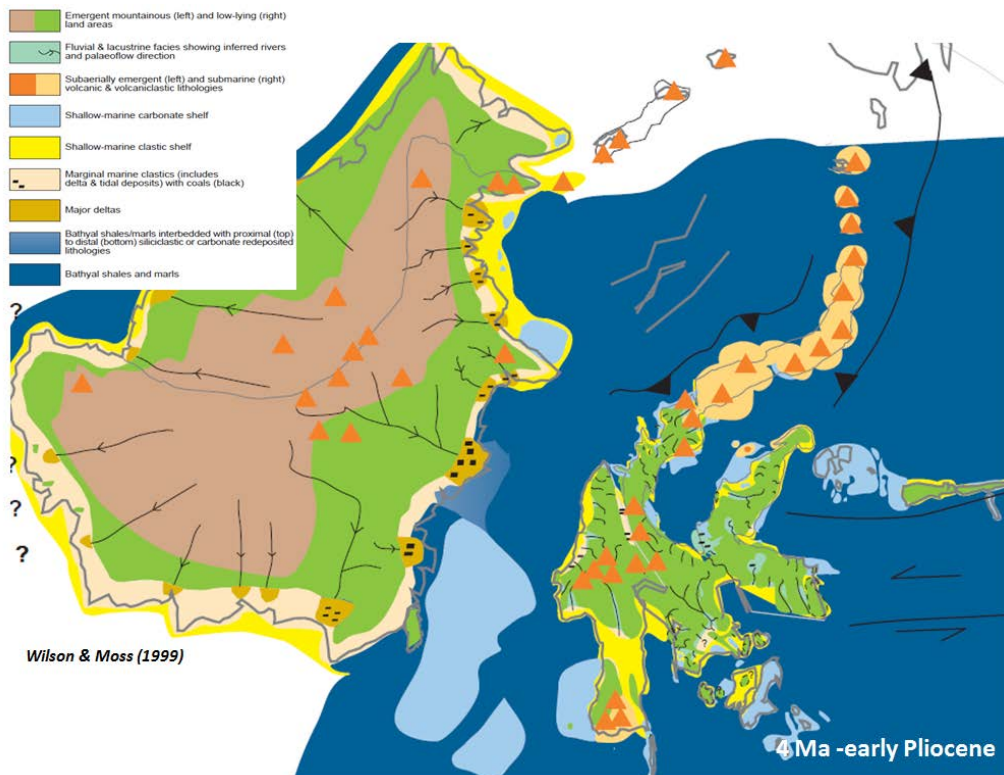 Emergent mountainous (left) and low-lying (right)
land areas
Fluvial & lacustrine facies showing inferred rivers
and palaeoflow direction
Subaerially emergent (left) and submarine (right)
volcanic & volcaniclastic lithologies
Shallow-marine carbonate shelf
Shallow-marine clastic shelf
Marginal marine clastics (includes
delta & tidal deposits) with coals (black)
Major deltas
Bathyal shales/marls interbedded with proximal (top)
to distal (bottom) siliciclastic or carbonate redeposited
lithologies
Bathyal shales and marls
?
?
?
?
?
Wilson & Moss (1999)
4 Ma -early Pliocene